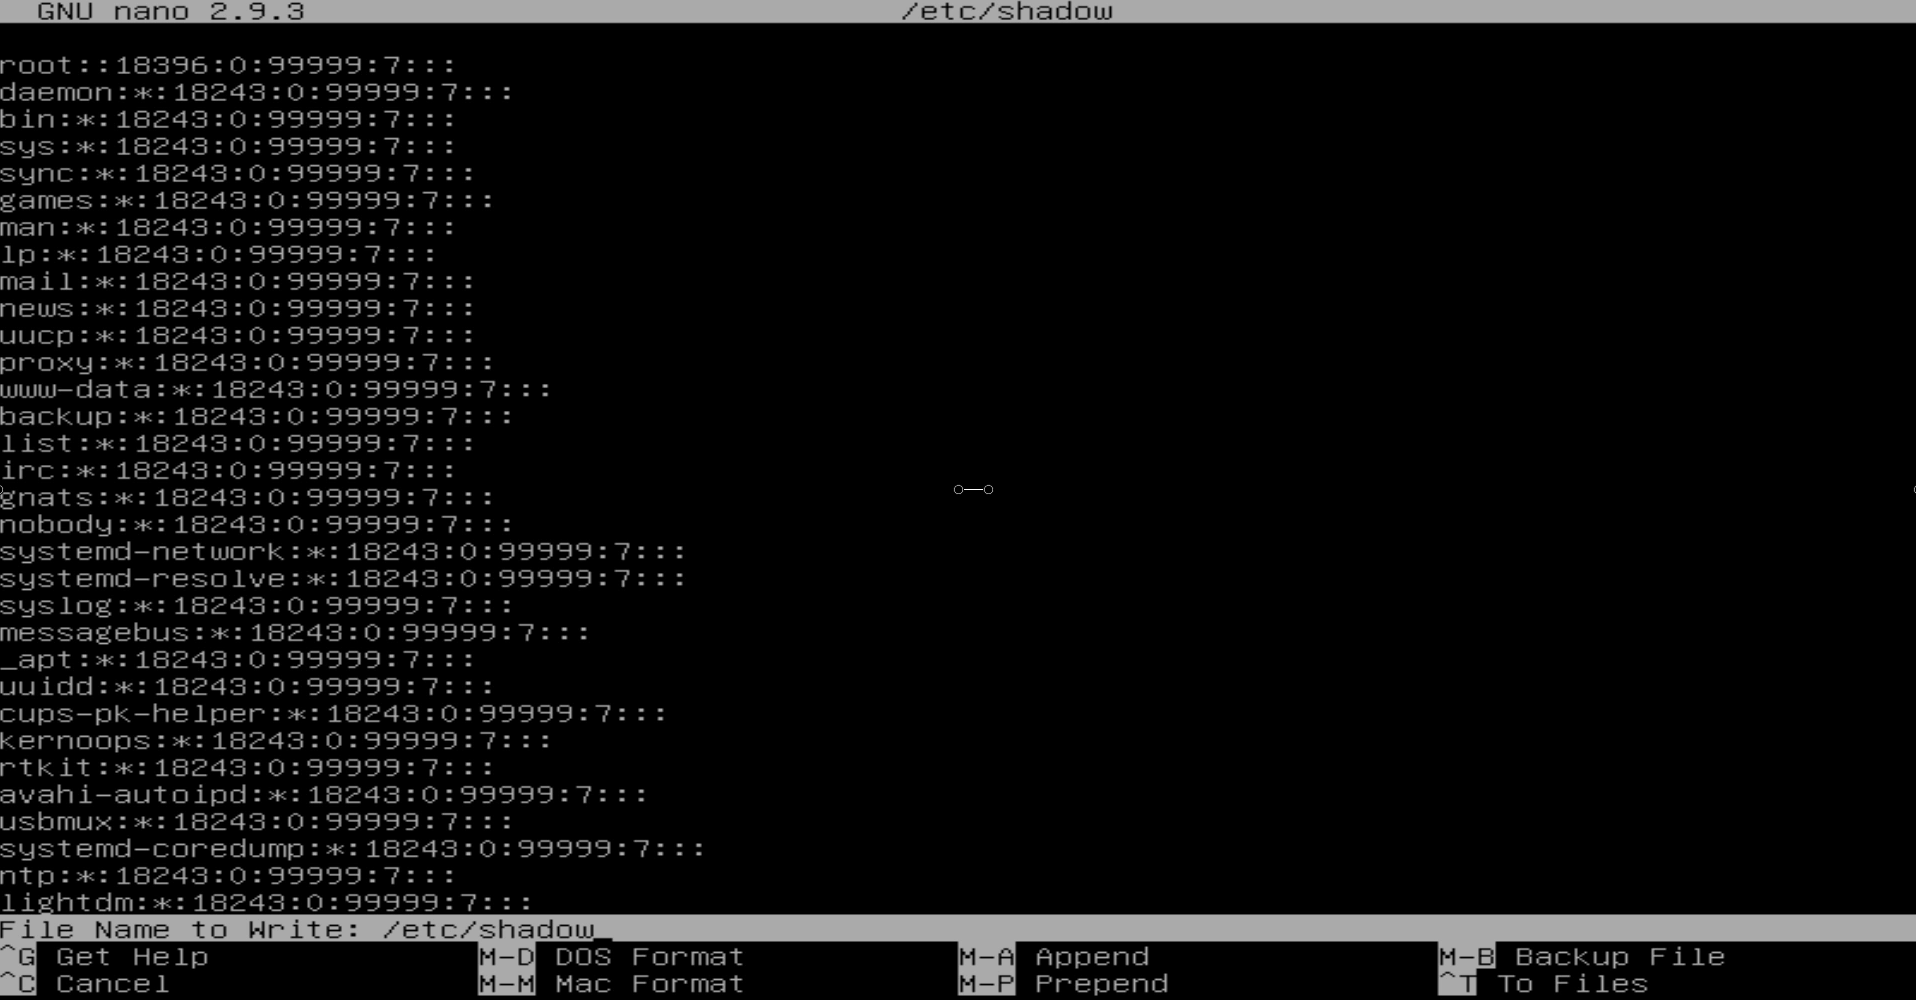 GNU nano 2.9.3 /etc/shadow
root::18396:0:99999:7:::
daemon:*:18243:0:99999:7:::
bin:*:18243:0:99999:7:::
sys:*:18243:0:99999:7:::
sync:*:18243:0:99999:7:::
games:*:18243:0:99999:7:::
man:*:18243:0:99999:7:::
lp:*:18243:0:99999:7:::
mail:*:18243:0:99999:7:::
news:*:18243:0:99999:7:::
uucp:*:18243:0:99999:7:::
proxy:*:18243:0:99999:7:::
www-data:*:18243:0:99999:7:::
backup:*:18243:0:99999:7:::
list:*:18243:0:99999:7:::
irc:*:18243:0:99999:7:::
gnats:*:18243:0:99999:7:::
nobody:*:18243:0:99999:7:::
systemd-network:*:18243:0:99999:7:::
systemd-resolve:*:18243:0:99999:7:::
syslog:*:18243:0:99999:7:::
messagebus:*:18243:0:99999:7:::
_apt:*:18243:0:99999:7:::
uuidd:*:18243:0:99999:7:::
cups-pk-helper:*:18243:0:99999:7:::
kernoops:*:18243:0:99999:7:::
rtkit:*:18243:0:99999:7:::
avahi-autoipd:*:18243:0:99999:7:::
usbmux:*:18243:0:99999:7:::
systemd-coredump:*:18243:0:99999:7:::
ntp:*:18243:0:99999:7:::
lightdm:*:18243:0:99999:7:::
File Name to Write: /etc/shadow_
^G Get Help M-D DOS Format M-A Append M-B Backup File
^C Cancel M-M Mac Format M-P Prepend ^T To Files